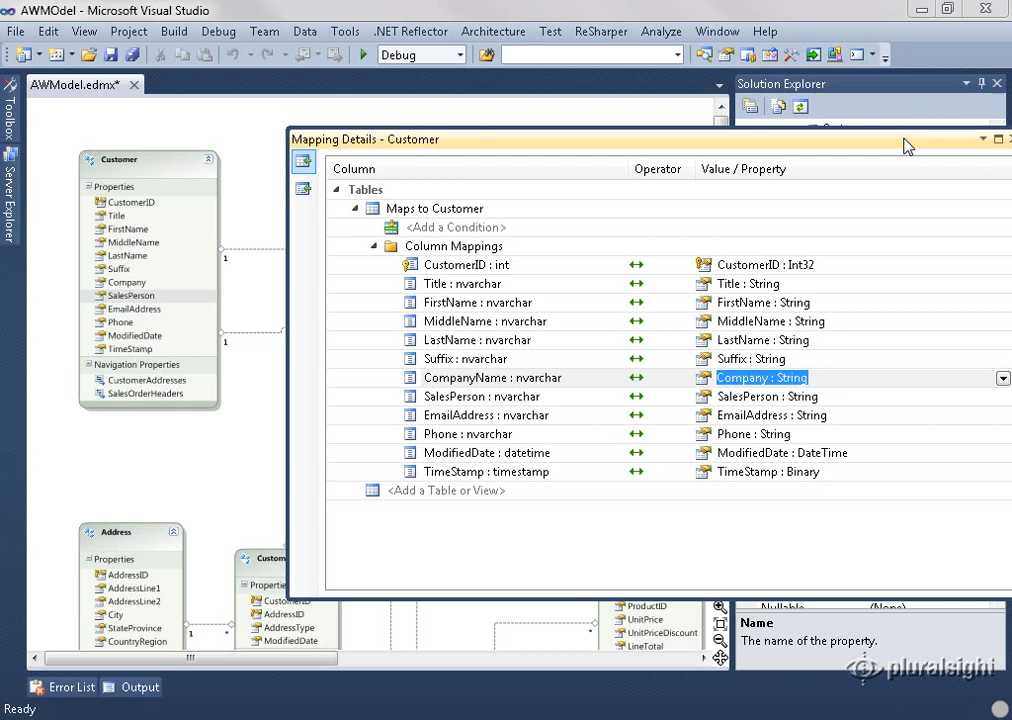 AWMOdel - Microsoft Visual Studio
File Edit View Project Build Debug Team Data Tools .NET Reflector Architecture Test ReSharper Analyze Window Help
Debug
AWModel.edmx*
Solution Explorer
Toolbox
Server Explorer
Customer
Properties
CustomerID
Title
FirstName
MiddleName
LastName
Suffix
Company
SalesPerson
EmailAddress
Phone
ModifiedDate
TimeStamp
Navigation Properties
CustomerAddresses
SalesOrderHeaders
1
1
Mapping Details - Customer
Column Operator Value / Property
Tables
Maps to Customer
<Add a Condition>
Column Mappings
CustomerID : int CustomerID : Int32
Title : nvarchar Title : String
FirstName : nvarchar FirstName : String
MiddleName : nvarchar MiddleName : String
LastName : nvarchar LastName : String
Suffix : nvarchar Suffix : String
CompanyName : nvarchar Company : String
SalesPerson : nvarchar SalesPerson : String
EmailAddress : nvarchar EmailAddress : String
Phone : nvarchar Phone : String
ModifiedDate : datetime ModifiedDate : DateTime
TimeStamp : timestamp TimeStamp : Binary
<Add a Table or View>
Address
Properties
AddressID
AddressLine1
AddressLine2
City
StateProvince
CountryRegion
1 *
Custom
Properties
CustomerID
AddressID
AddressType
ModifiedDate
*
ProductID
UnitPrice
UnitPriceDiscount
LineTotal
Nullable (None)
Name
The name of the property.
pluralsight
Error List Output
Ready